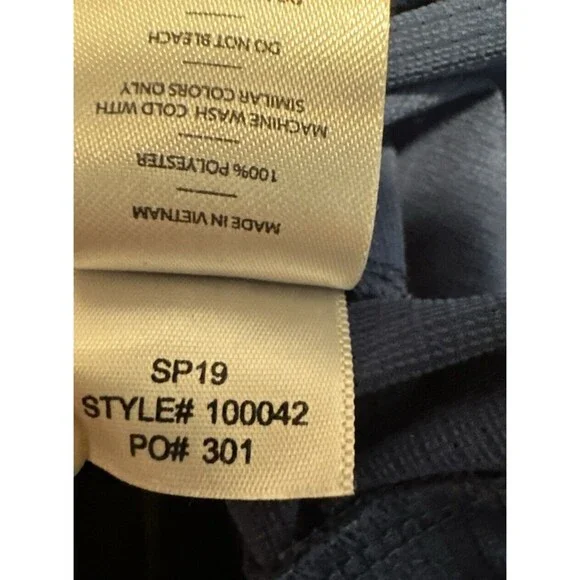 MADE IN VIETNAM
100% POLYESTER
MACHINE WASH COLD WITH
SIMILAR COLORS ONLY
DO NOT BLEACH
SP19
STYLE# 100042
PO# 301